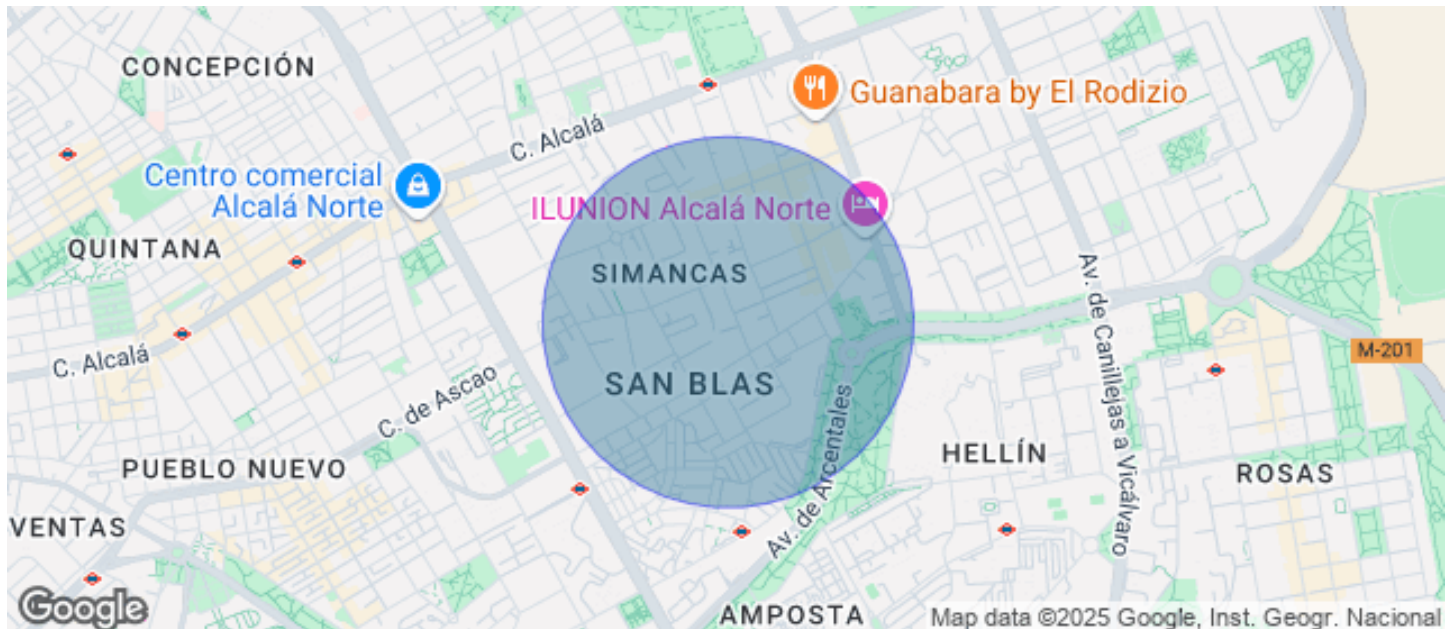 CONCEPCIÓN
Guanabara by El Rodizio
C. Alcalá
Centro comercial
Alcalá Norte
ILUNION Alcalá Norte
QUINTANA
SIMANCAS
Av. de Canillejas a Vicálvaro
C. Alcalá
M-201
SAN BLAS
C. de Ascao
Av. de Arcentales
HELLÍN
PUEBLO NUEVO
ROSAS
VENTAS
AMPOSTA
Google
Map data ©2025 Google, Inst. Geogr. Nacional